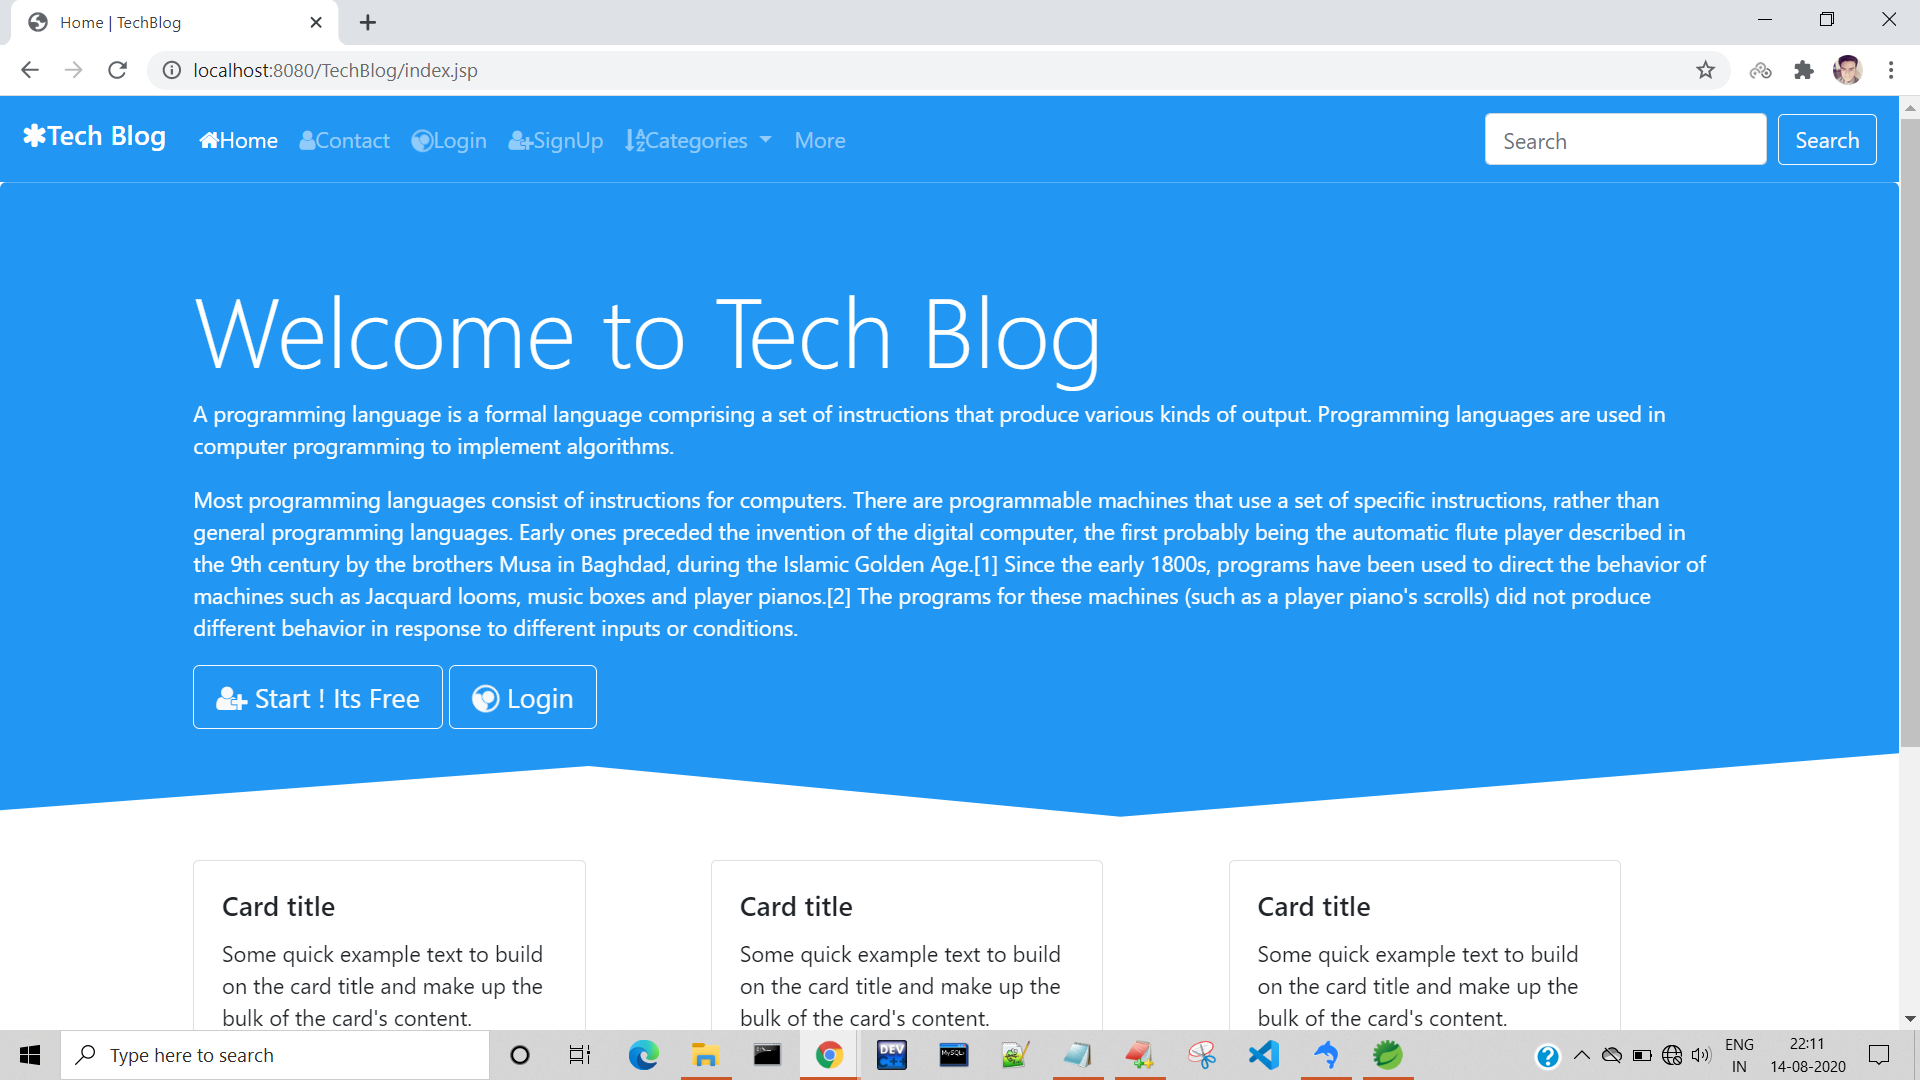 Home | TechBlog
localhost:8080/TechBlog/index.jsp
Tech Blog Home Contact Login SignUp Categories More Search Search
Welcome to Tech Blog
A programming language is a formal language comprising a set of instructions that produce various kinds of output. Programming languages are used in
computer programming to implement algorithms.
Most programming languages consist of instructions for computers. There are programmable machines that use a set of specific instructions, rather than
general programming languages. Early ones preceded the invention of the digital computer, the first probably being the automatic flute player described in
the 9th century by the brothers Musa in Baghdad, during the Islamic Golden Age.[1] Since the early 1800s, programs have been used to direct the behavior of
machines such as Jacquard looms, music boxes and player pianos.[2] The programs for these machines (such as a player piano's scrolls) did not produce
different behavior in response to different inputs or conditions.
Start ! Its Free Login
Card title
Some quick example text to build
on the card title and make up the
bulk of the card's content.
Card title
Some quick example text to build
on the card title and make up the
bulk of the card's content.
Card title
Some quick example text to build
on the card title and make up the
bulk of the card's content.
Type here to search
DEV
MySQL
ENG
IN
22:11
14-08-2020